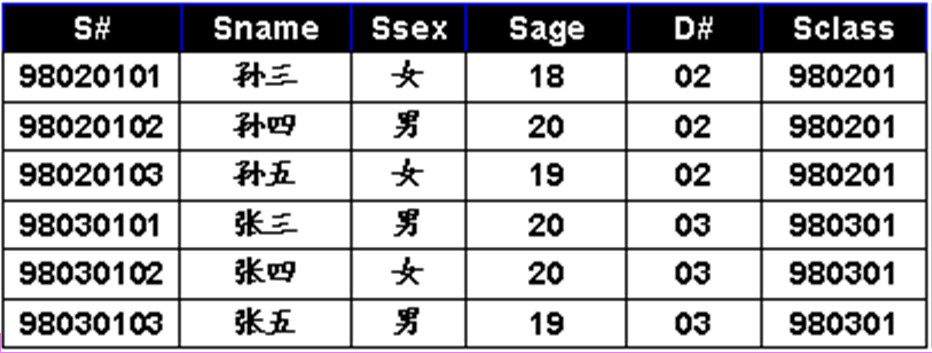 S# Sname Ssex Sage D# Sclass
98020101 孙三 女 18 02 980201
98020102 孙四 男 20 02 980201
98020103 孙五 女 19 02 980201
98030101 张三 男 20 03 980301
98030102 张四 女 20 03 980301
98030103 张五 男 19 03 980301